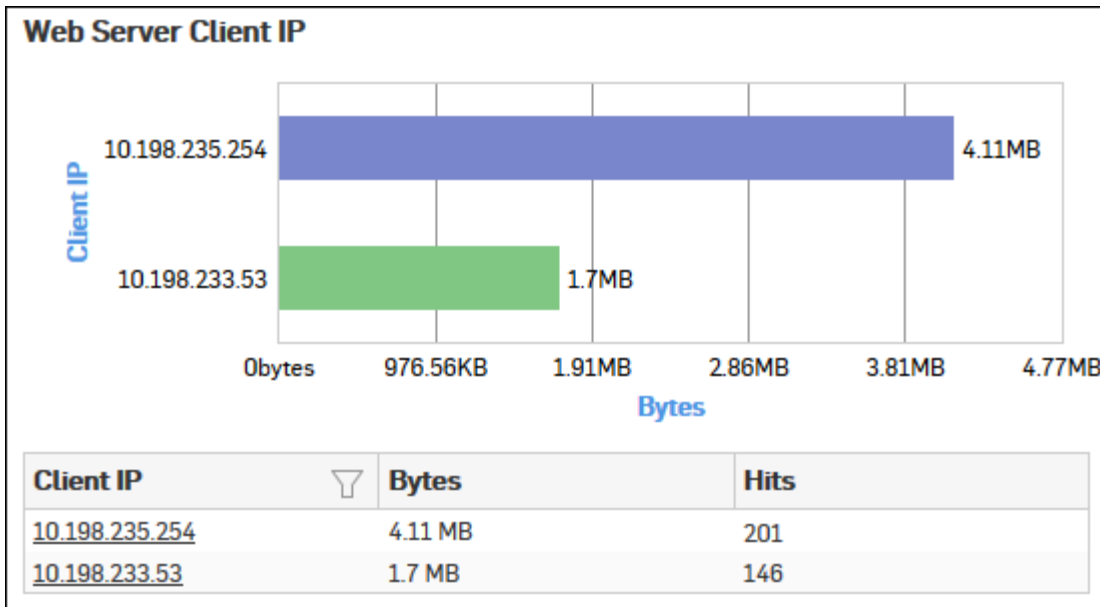 Web Server Client IP
Client IP
10.198.235.254 4.11MB
10.198.233.53 1.7MB
0bytes 976.56KB 1.91MB 2.86MB 3.81MB 4.77MB
Bytes
Client IP Bytes Hits
10.198.235.254 4.11 MB 201
10.198.233.53 1.7 MB 146